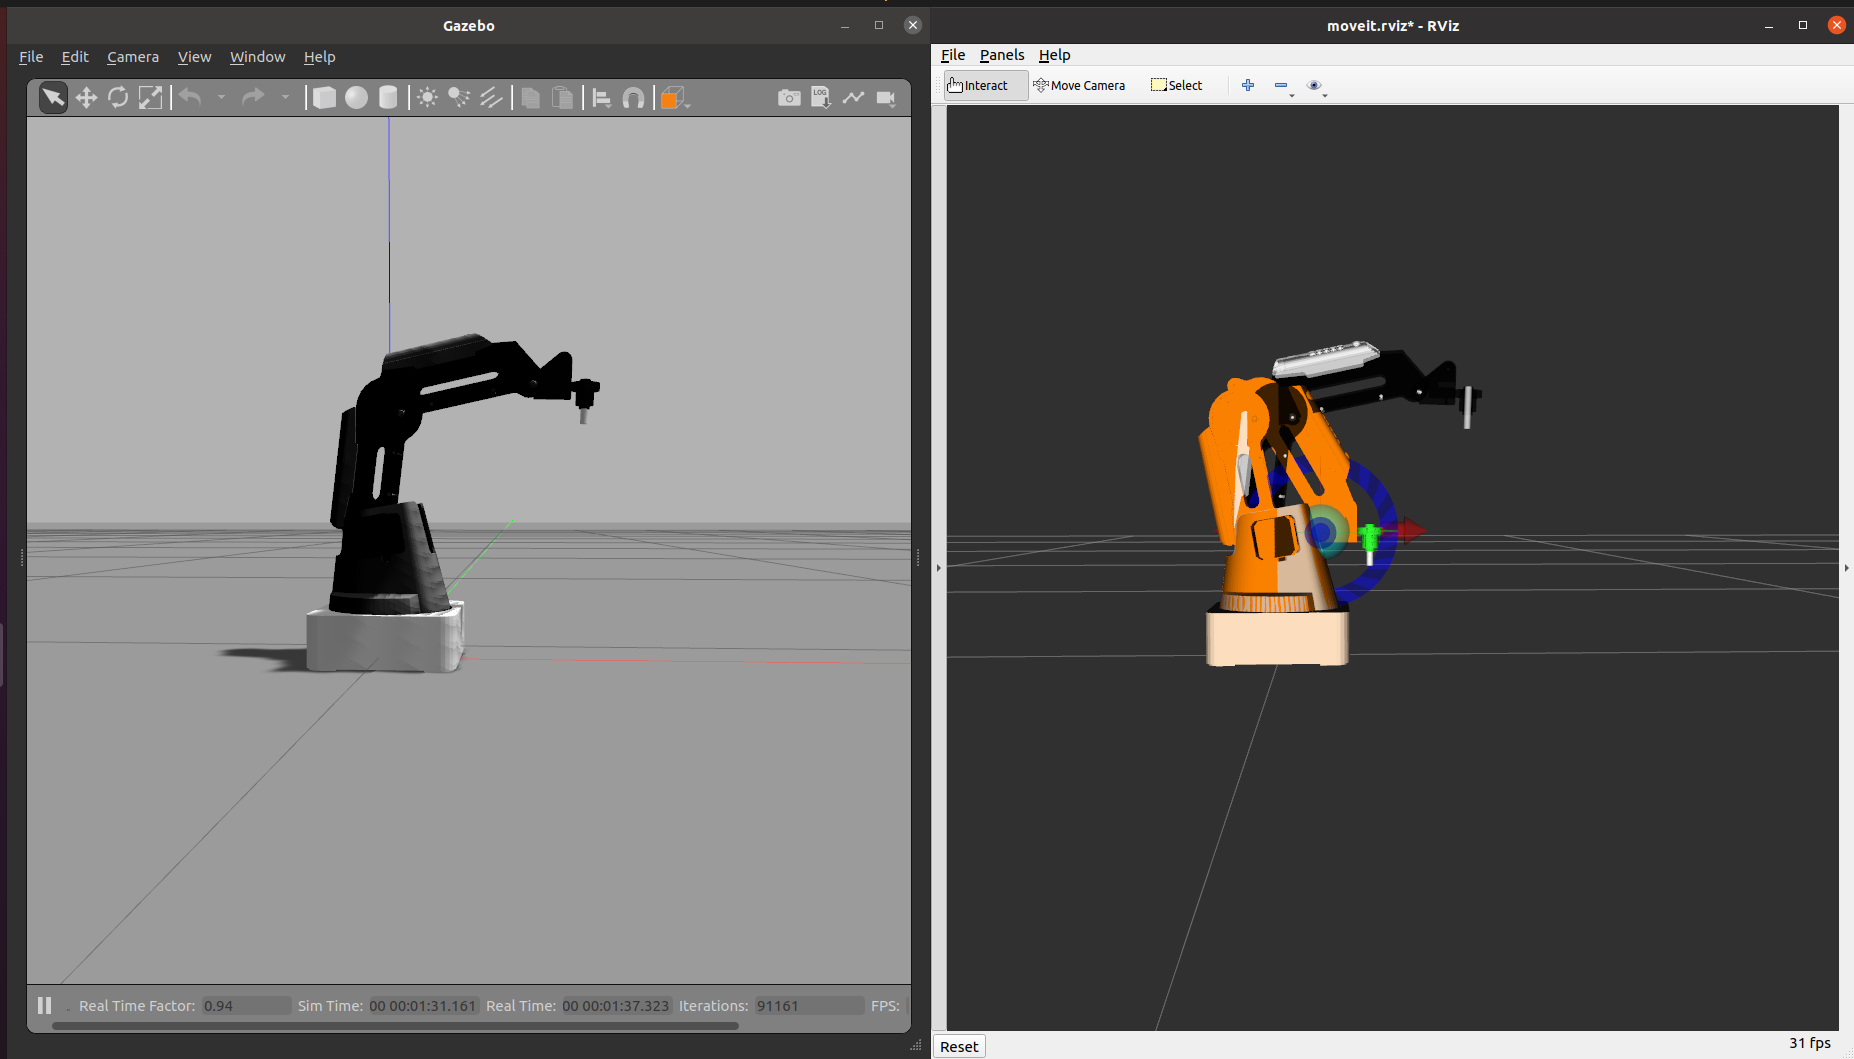 Gazebo
File Edit Camera View Window Help
LOG
Real Time Factor: 0.94 Sim Time: 00 00:01:31.161 Real Time: 00 00:01:37.323 Iterations: 91161 FPS:
moveit.rviz* - RViz
File Panels Help
Interact Move Camera Select
Reset 31 fps